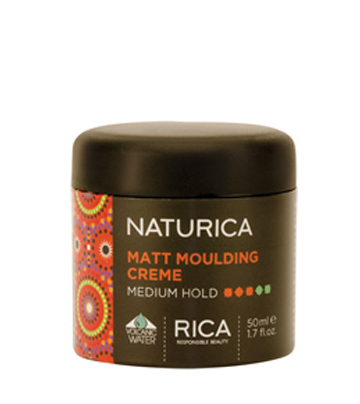 NATURICA
MATT MOULDING
CREME
MEDIUM HOLD
VOLCANIC
WATER
RICA
RESPONSIBLE BEAUTY
50ml e
1.7 fl.oz.